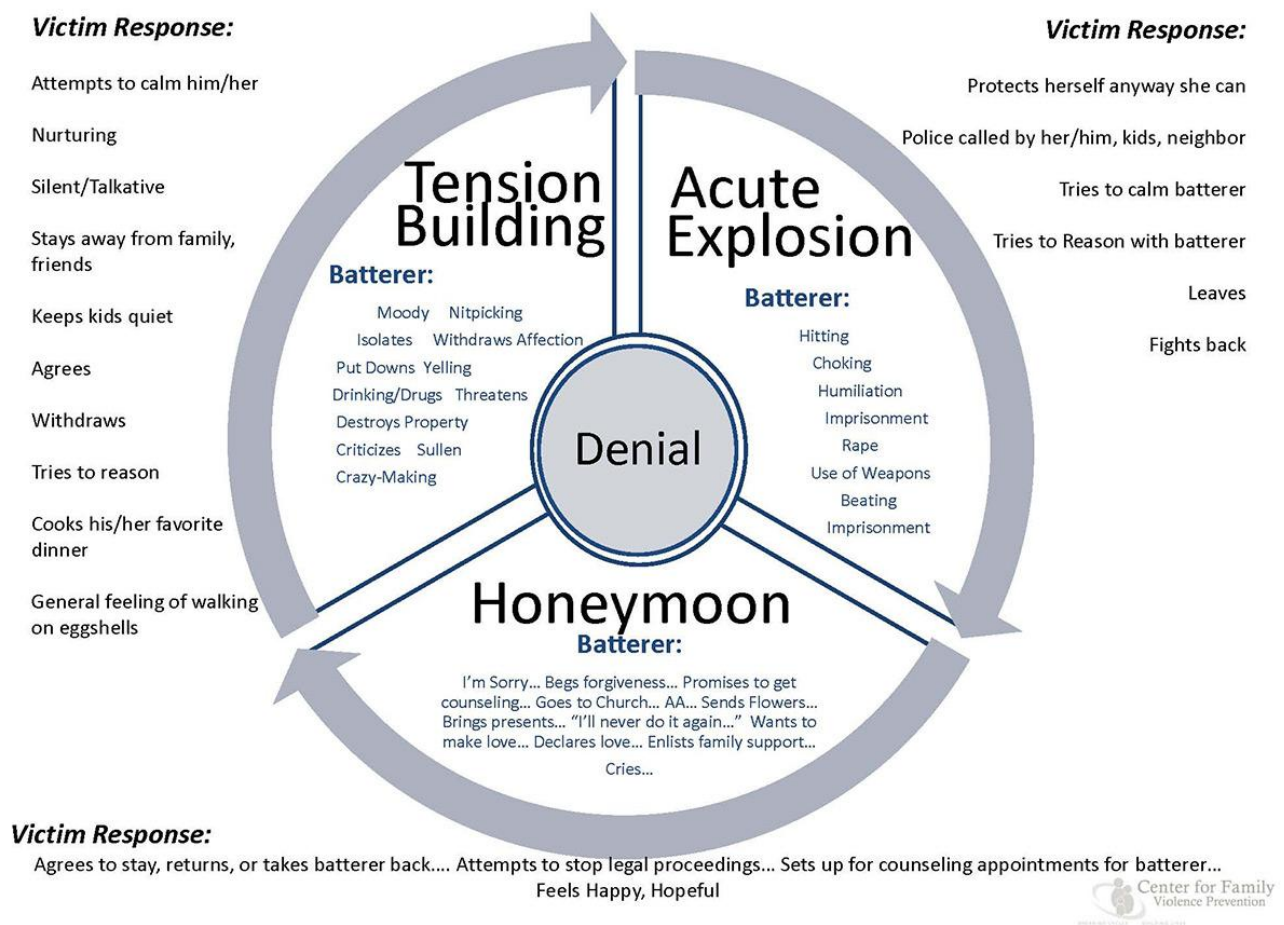 Victim Response:
Attempts to calm him/her
Nurturing
Silent/Talkative
Stays away from family,
friends
Keeps kids quiet
Agrees
Withdraws
Tries to reason
Cooks his/her favorite
dinner
General feeling of walking
on eggshells
Tension
Building
Batterer:
Moody Nitpicking
Isolates Withdraws Affection
Put Downs Yelling
Drinking/Drugs Threatens
Destroys Property
Criticizes Sullen
Crazy-Making
Acute
Explosion
Batterer:
Hitting
Choking
Humiliation
Imprisonment
Rape
Use of Weapons
Beating
Imprisonment
Victim Response:
Protects herself anyway she can
Police called by her/him, kids, neighbor
Tries to calm batterer
Tries to Reason with batterer
Leaves
Fights back
Denial
Honeymoon
Batterer:
I'm Sorry... Begs forgiveness... Promises to get
counseling... Goes to Church... AA... Sends Flowers...
Brings presents... "I'll never do it again..." Wants to
make love... Declares love... Enlists family support...
Cries...
Victim Response:
Agrees to stay, returns, or takes batterer back.... Attempts to stop legal proceedings... Sets up for counseling appointments for batterer...
Feels Happy, Hopeful
Center for Family
Violence Prevention